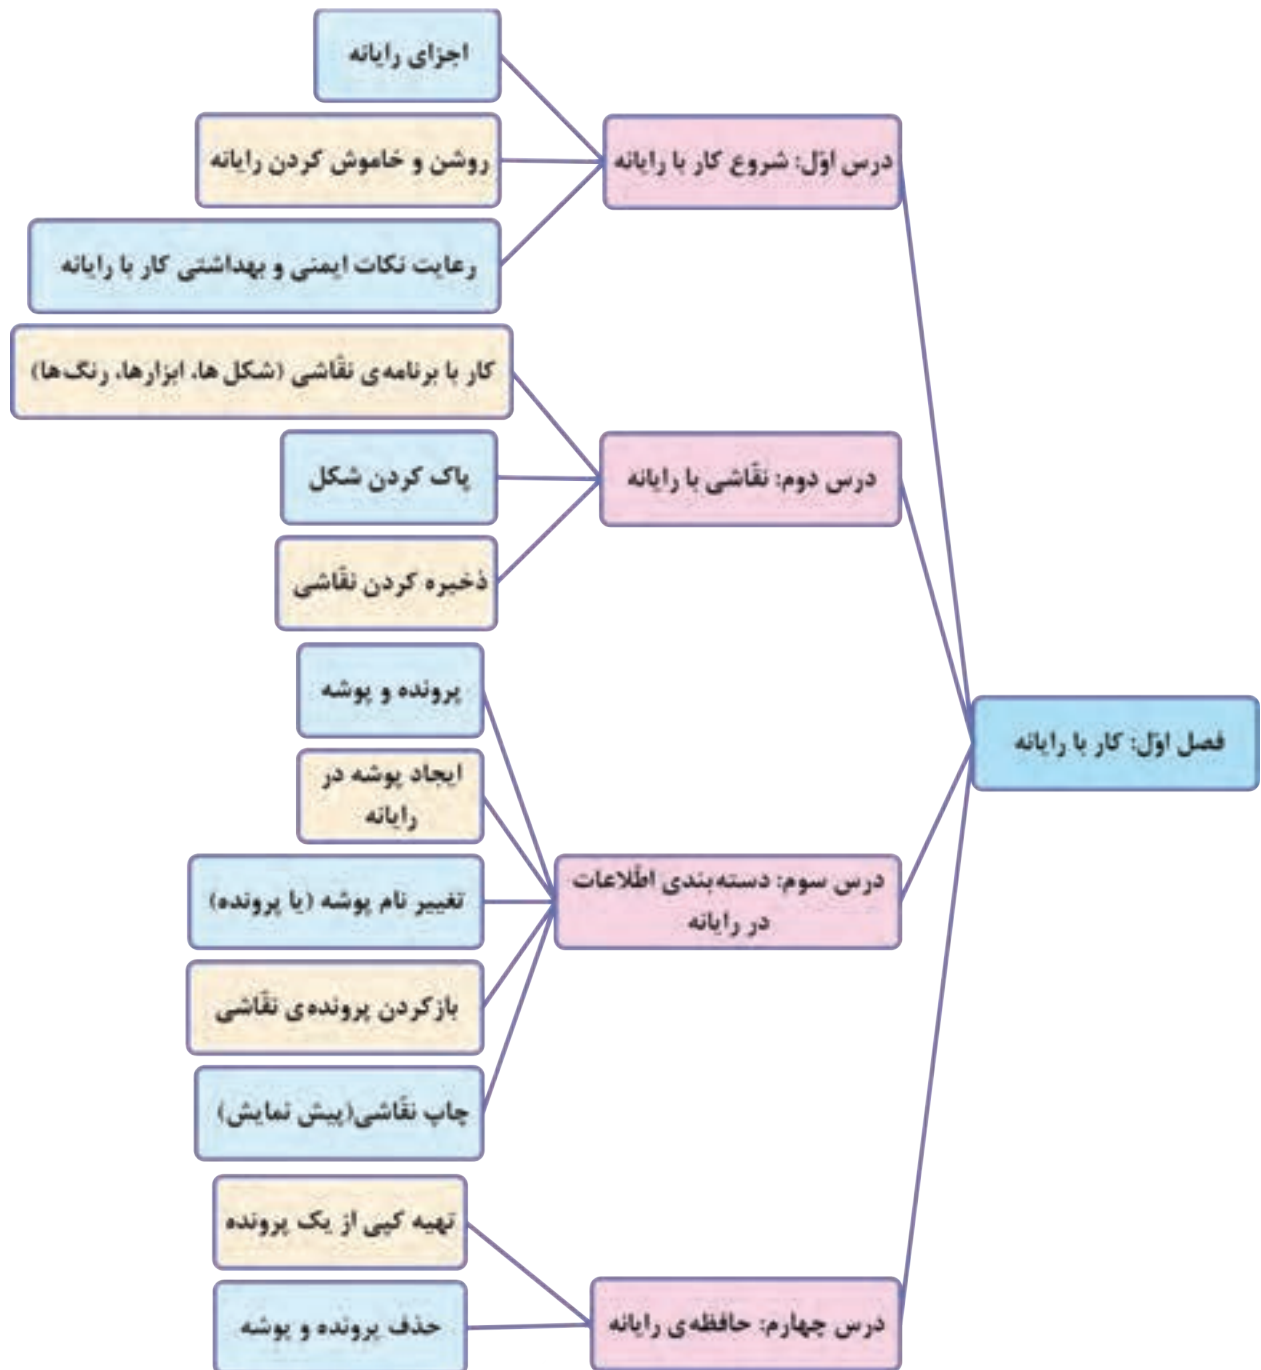 فصل اوّل: کار با رایانه
درس اوّل: شروع کار با رایانه
اجزای رایانه
روشن و خاموش کردن رایانه
رعایت نکات ایمنی و بهداشتی کار با رایانه
درس دوم: نقّاشی با رایانه
کار با برنامه‌ی نقّاشی (شکل ها، ابزارها، رنگ‌ها)
پاک کردن شکل
ذخیره کردن نقّاشی
درس سوم: دسته‌بندی اطّلاعات
در رایانه
پرونده و پوشه
ایجاد پوشه در
رایانه
تغییر نام پوشه (یا پرونده)
بازکردن پرونده‌ی نقّاشی
چاپ نقّاشی(پیش نمایش)
درس چهارم: حافظه‌ی رایانه
تهیه کپی از یک پرونده
حذف پرونده و پوشه